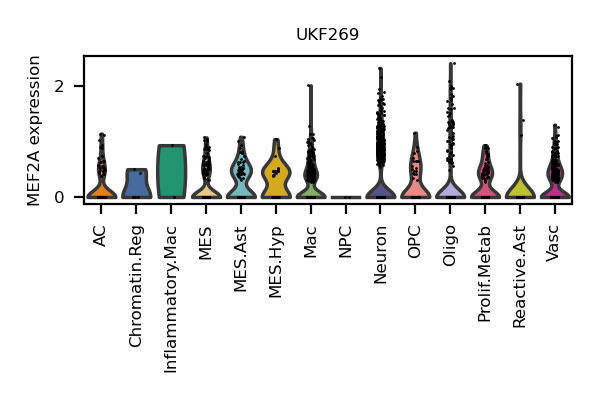 UKF269
MEF2A expression
2
0
AC
Chromatin.Reg
Inflammatory.Mac
MES
MES.Ast
MES.Hyp
Mac
NPC
Neuron
OPC
Oligo
Prolif.Metab
Reactive.Ast
Vasc